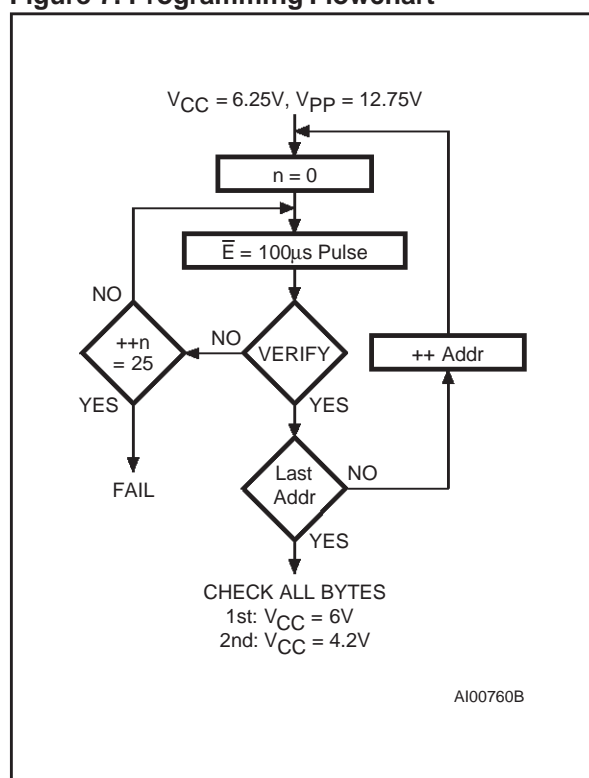 Figure 7. Programming Flowchart
VCC = 6.25V, VPP = 12.75V
n = 0
E̅ = 100µs Pulse
NO
++n
= 25
NO
VERIFY
++ Addr
YES
YES
FAIL
Last
Addr
NO
YES
CHECK ALL BYTES
1st: VCC = 6V
2nd: VCC = 4.2V
AI00760B